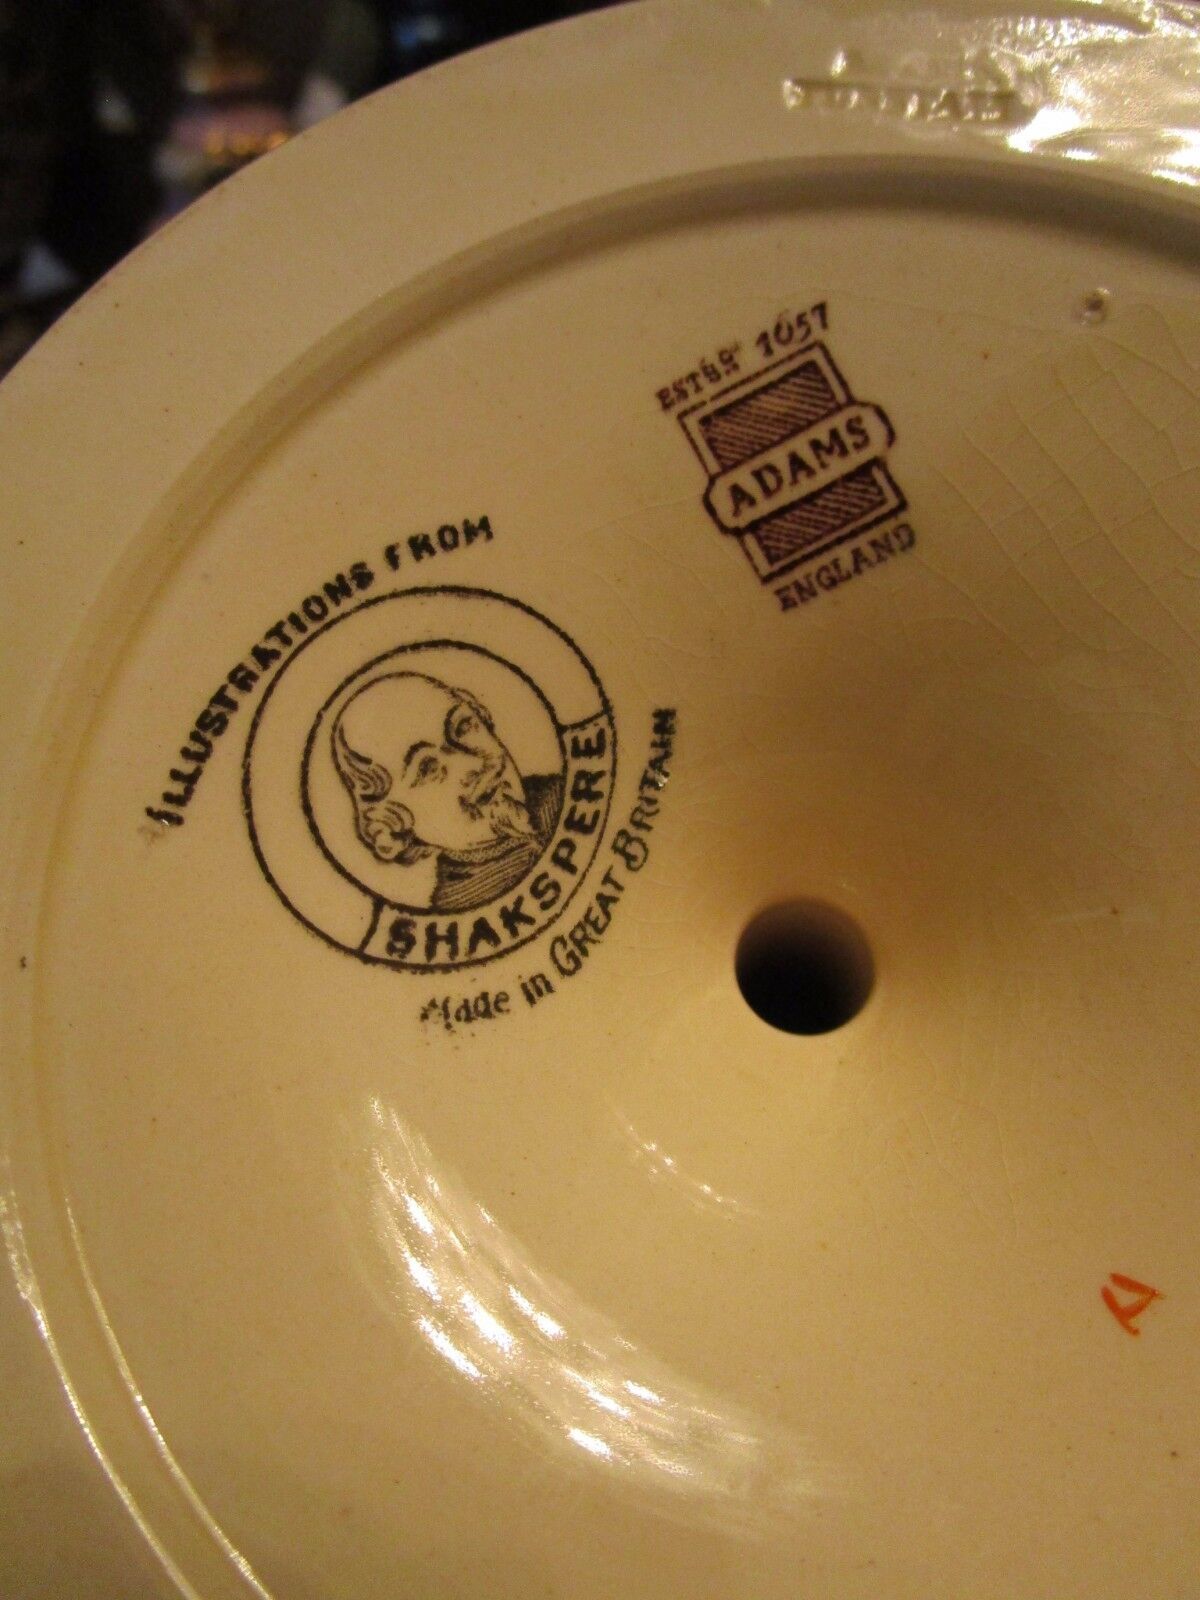 ESTBD 1657
ADAMS
ENGLAND
ILLUSTRATIONS FROM
SHAKSPERE
Made in GREAT BRITAIN